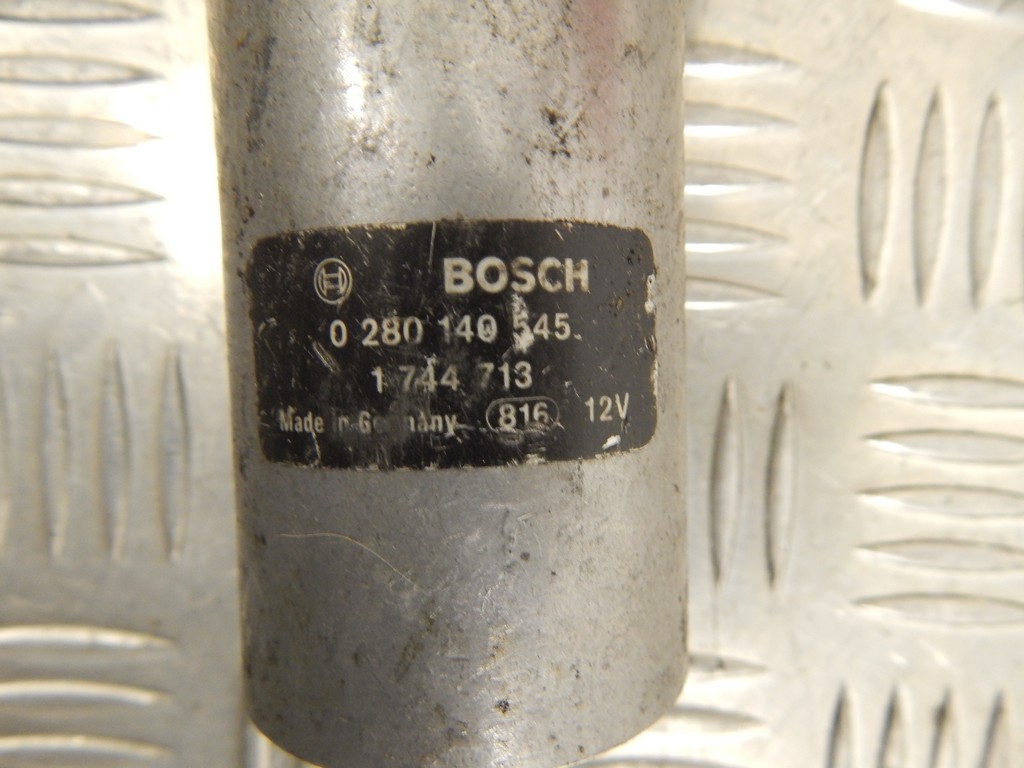 BOSCH
0 280 140 545
1 744 713
Made in Germany 816 12V